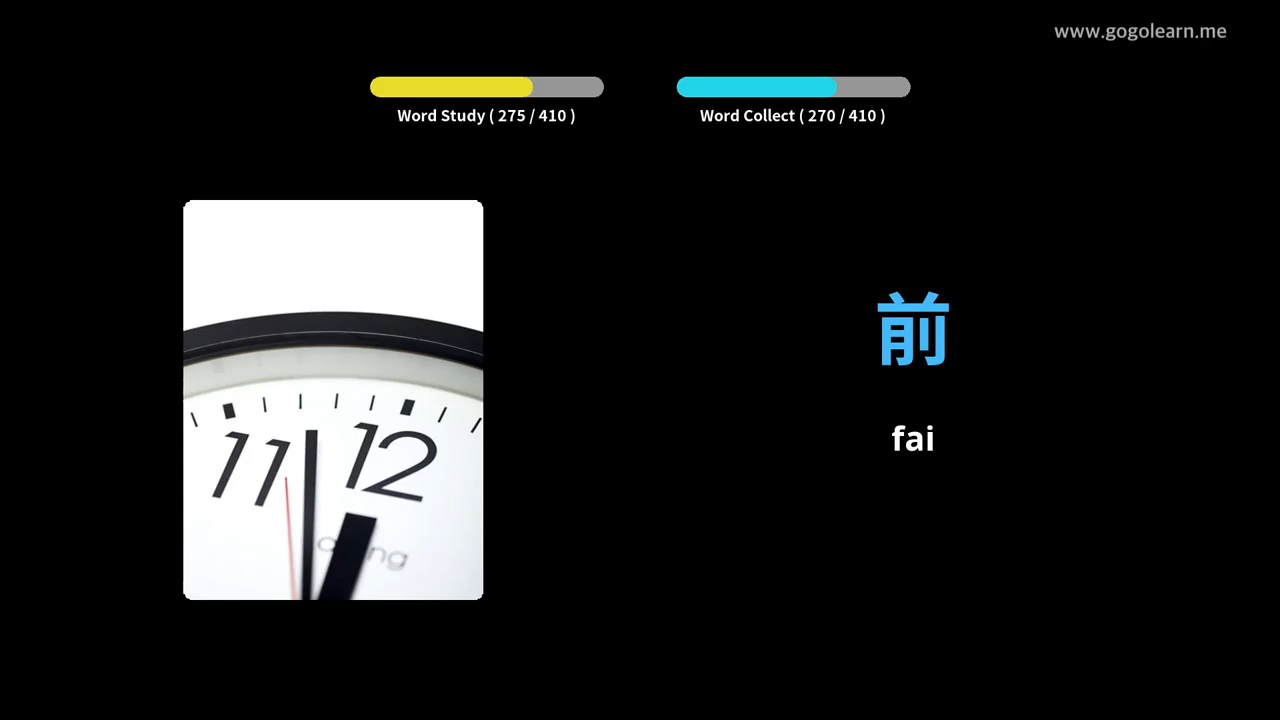 www.gogolearn.me
Word Study ( 275 / 410 )
Word Collect ( 270 / 410 )
前
fai
11
12